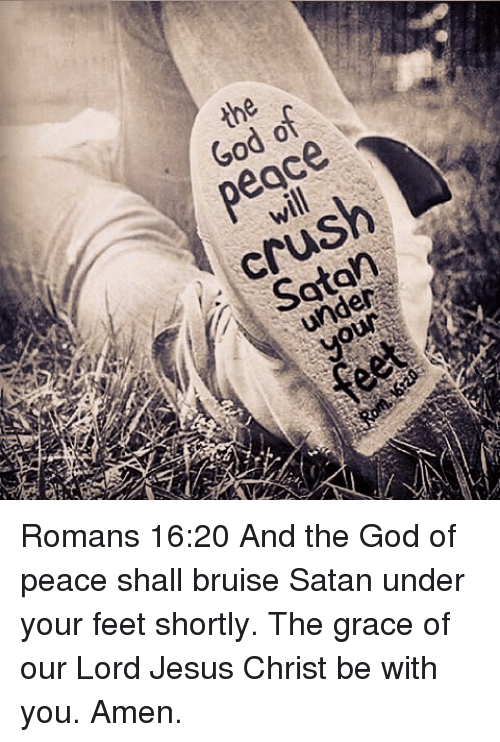 the
God of
peace
will
crush
Satan
under
your
feet
Rom. 16:20
Romans 16:20 And the God of
peace shall bruise Satan under
your feet shortly. The grace of
our Lord Jesus Christ be with
you. Amen.